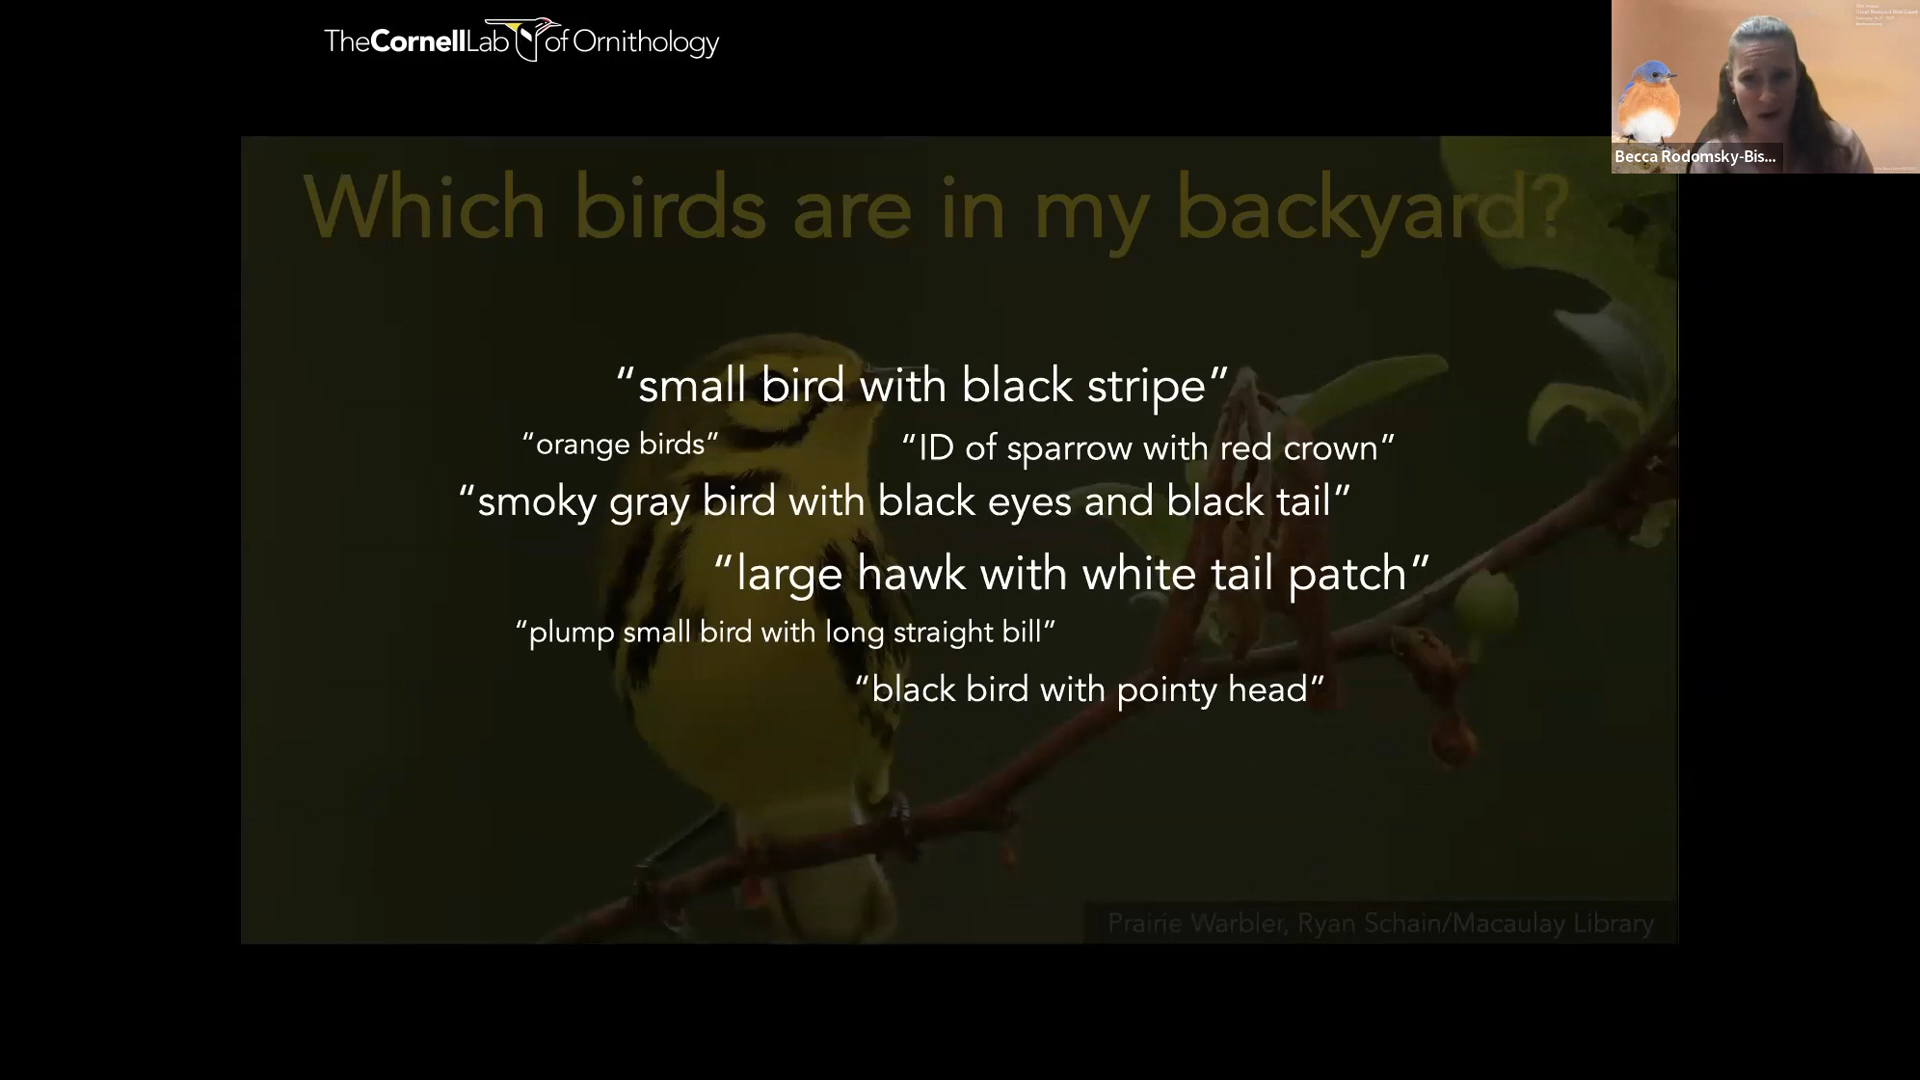 TheCornellLab of Ornithology
Becca Rodomsky-Bis...
Which birds are in my backyard?
“small bird with black stripe”
“orange birds”
“ID of sparrow with red crown”
“smoky gray bird with black eyes and black tail”
“large hawk with white tail patch”
“plump small bird with long straight bill”
“black bird with pointy head”
Prairie Warbler, Ryan Schain/Macaulay Library